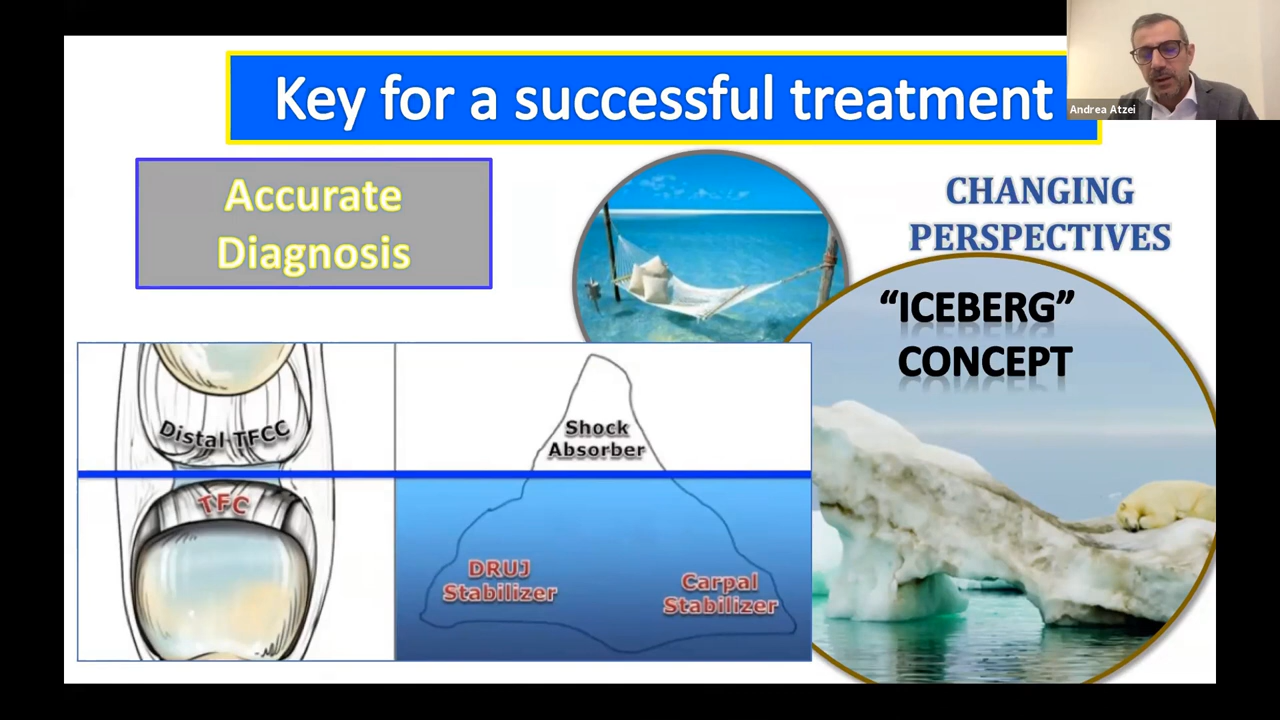 Key for a successful treatment
Andrea Atzei
Accurate
Diagnosis
CHANGING
PERSPECTIVES
“ICEBERG”
CONCEPT
Distal TFCC
TFC
Shock
Absorber
DRUJ
Stabilizer
Carpal
Stabilizer